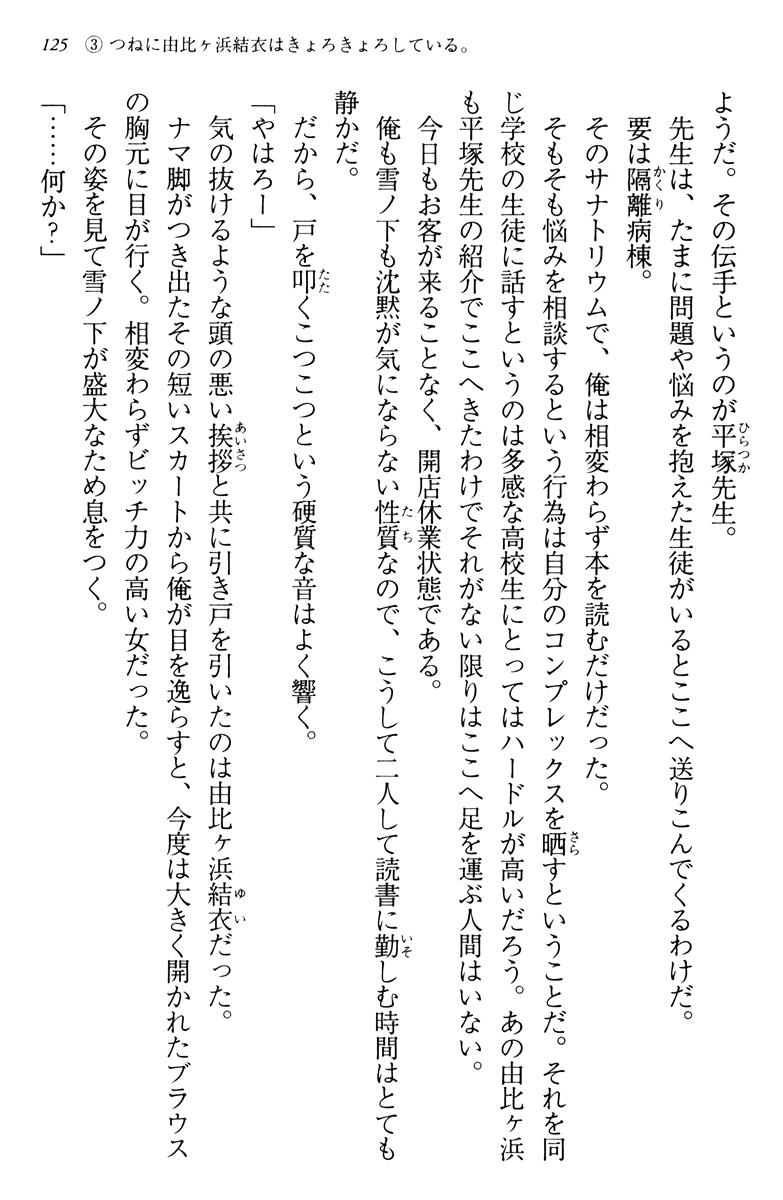 125 ③ つねに由比ヶ浜結衣はきょろきょろしている。
ようだ。その伝手というのが平塚先生。
先生は、たまに問題や悩みを抱えた生徒がいるとここへ送りこんでくるわけだ。
要は隔離病棟。
そのサナトリウムで、俺は相変わらず本を読むだけだった。
そもそも悩みを相談するという行為は自分のコンプレックスを晒すということだ。それを同
じ学校の生徒に話すというのは多感な高校生にとってはハードルが高いだろう。あの由比ヶ浜
も平塚先生の紹介でここへきたわけでそれがない限りはここへ足を運ぶ人間はいない。
今日もお客が来ることなく、開店休業状態である。
俺も雪ノ下も沈黙が気にならない性質なので、こうして二人して読書に勤しむ時間はとても
静かだ。
だから、戸を叩くこつこつという硬質な音はよく響く。
「やはろー」
気の抜けるような頭の悪い挨拶と共に引き戸を引いたのは由比ヶ浜結衣だった。
ナマ脚がつき出たその短いスカートから俺が目を逸らすと、今度は大きく開かれたブラウス
の胸元に目が行く。相変わらずビッチ力の高い女だった。
その姿を見て雪ノ下が盛大なため息をつく。
「……何か？」